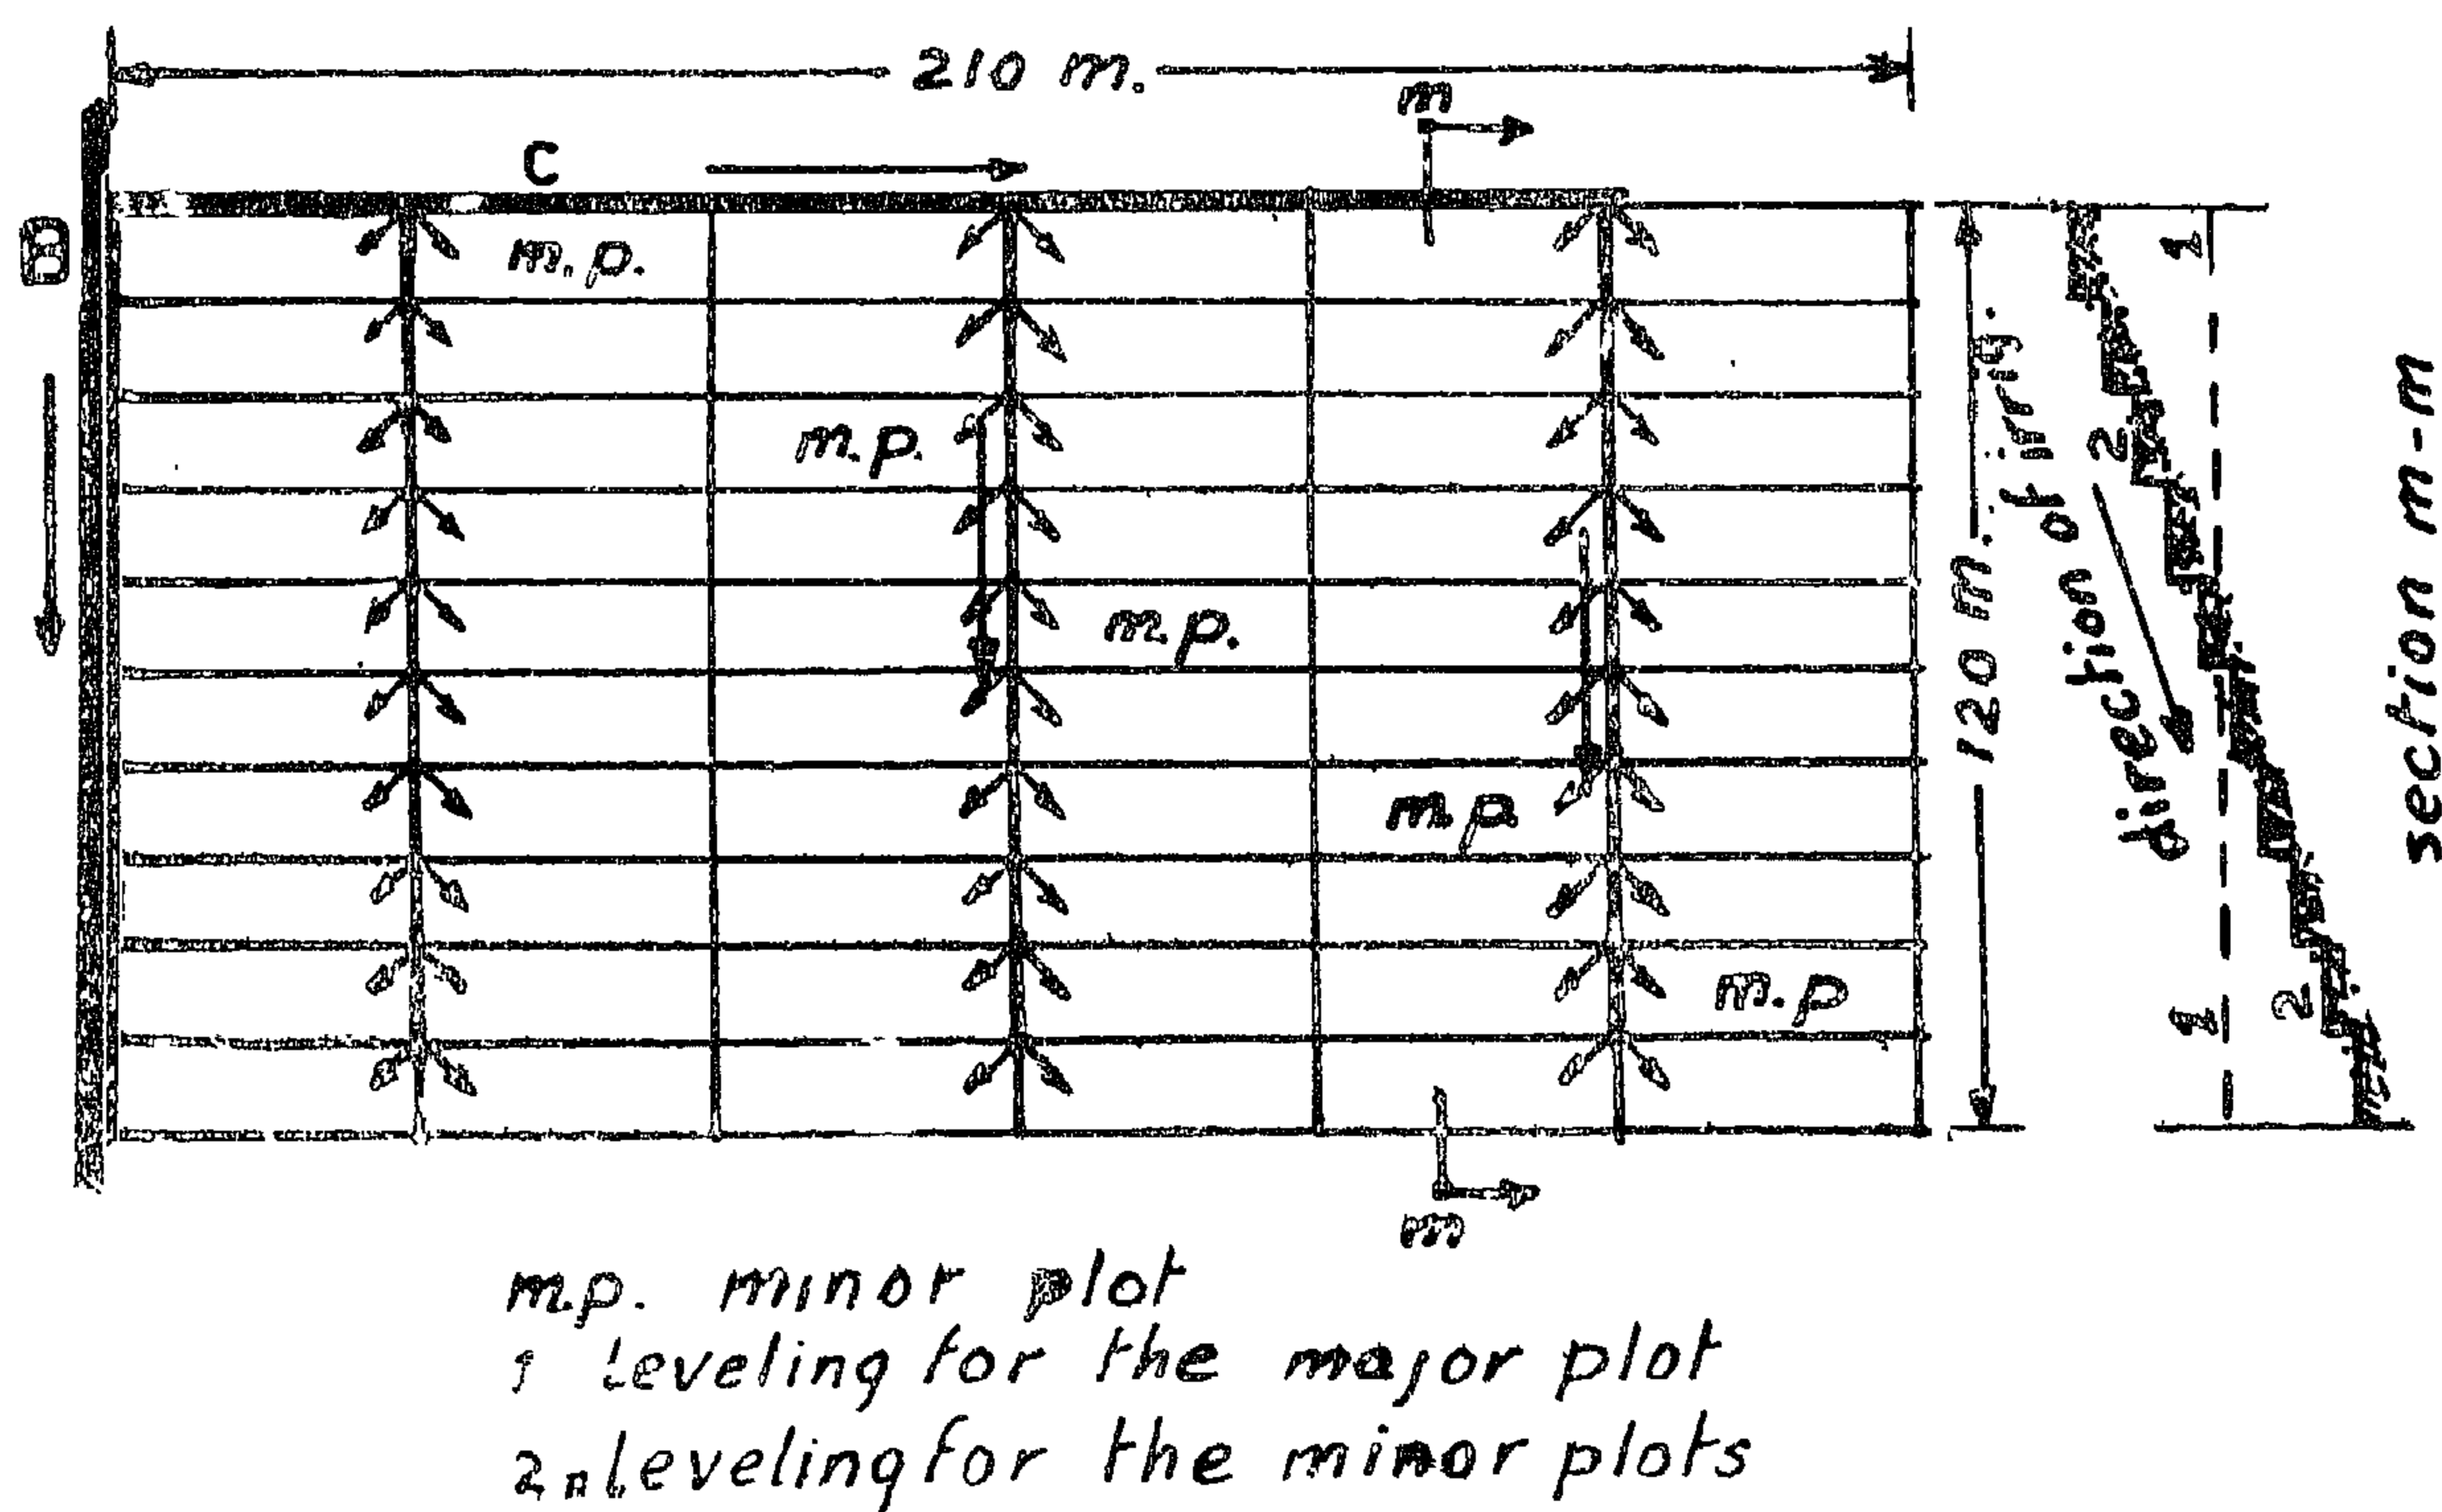 210 m.
m
C
m.p.
1
m.p.
2
direction of irrig.
120 m.
section m-m
m.p.
m.p
m.p
1
2
m
m.p. minor plot
1 Leveling for the major plot
2. Leveling for the minor plots